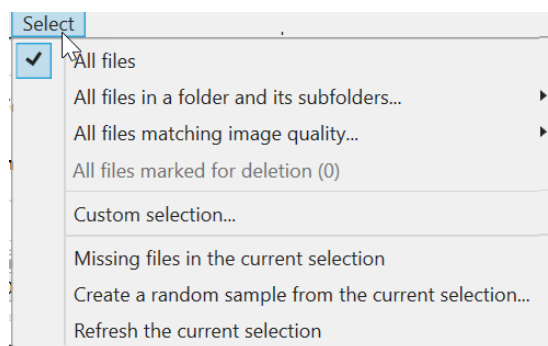 Select
All files
All files in a folder and its subfolders...
All files matching image quality...
All files marked for deletion (0)
Custom selection...
Missing files in the current selection
Create a random sample from the current selection...
Refresh the current selection